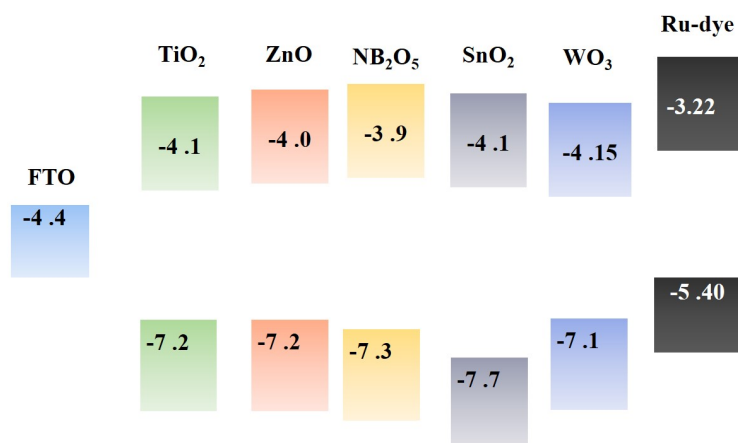 Ru-dye
TiO₂ ZnO NB₂O₅ SnO₂ WO₃
-3.22
-4 .1 -4 .0 -3 .9 -4 .1 -4 .15
FTO
-4 .4
-5 .40
-7 .2 -7 .2 -7 .3 -7 .7 -7 .1